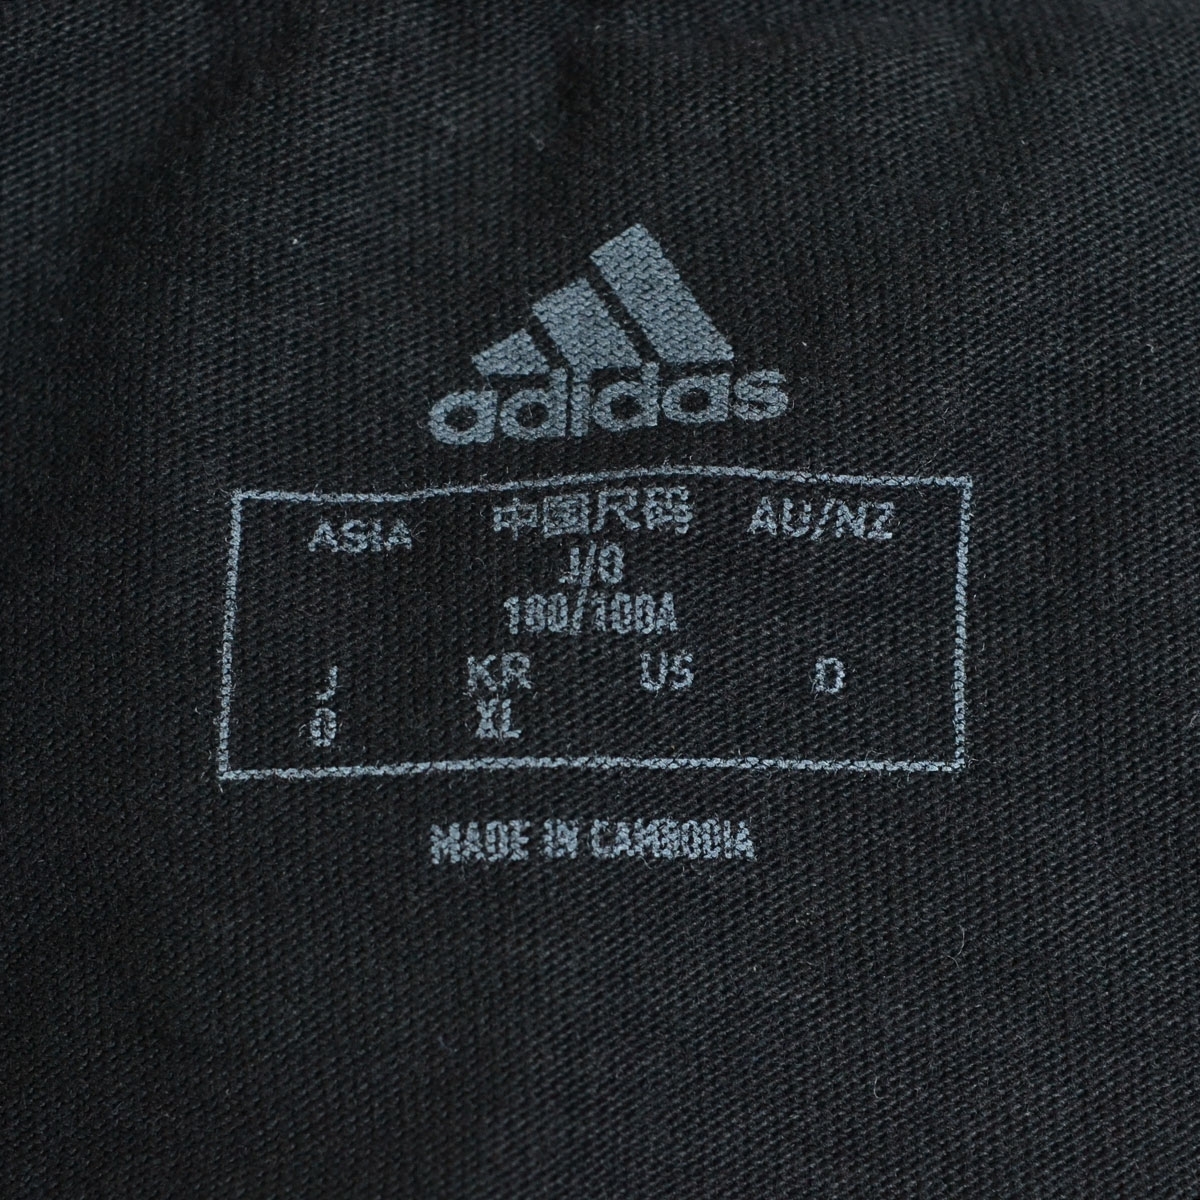 adidas
ASIA 中国尺码 AU/NZ
J/O
180/100A
J KR US D
O XL
MADE IN CAMBODIA